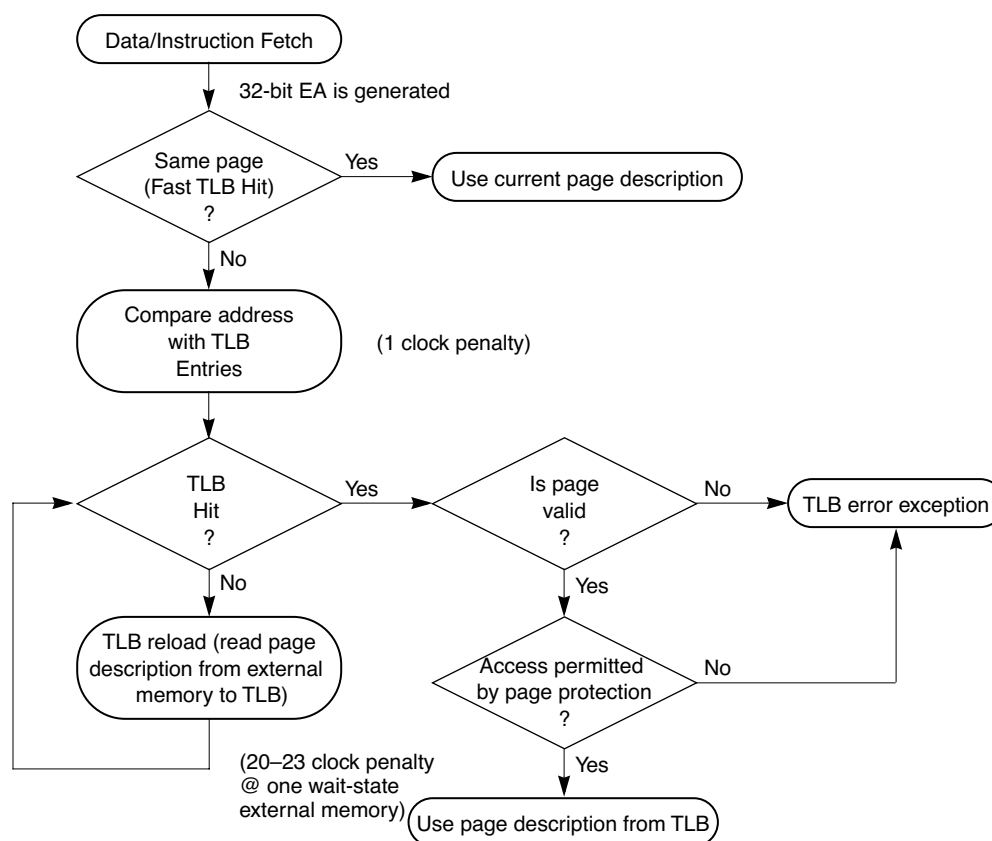 Data/Instruction Fetch
32-bit EA is generated
Same page
(Fast TLB Hit)
?
Yes
Use current page description
No
Compare address
with TLB
Entries
(1 clock penalty)
TLB
Hit
?
Yes
Is page
valid
?
No
TLB error exception
No
Yes
TLB reload (read page
description from external
memory to TLB)
Access permitted
by page protection
?
No
(20–23 clock penalty
@ one wait-state
external memory)
Yes
Use page description from TLB